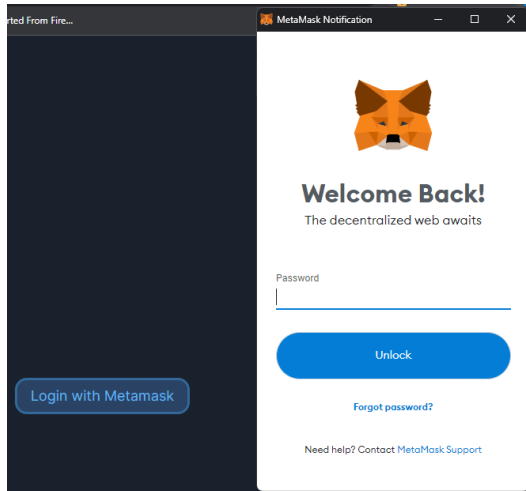 rted From Fire...
MetaMask Notification
Welcome Back!
The decentralized web awaits
Password
Unlock
Login with Metamask
Forgot password?
Need help? Contact MetaMask Support